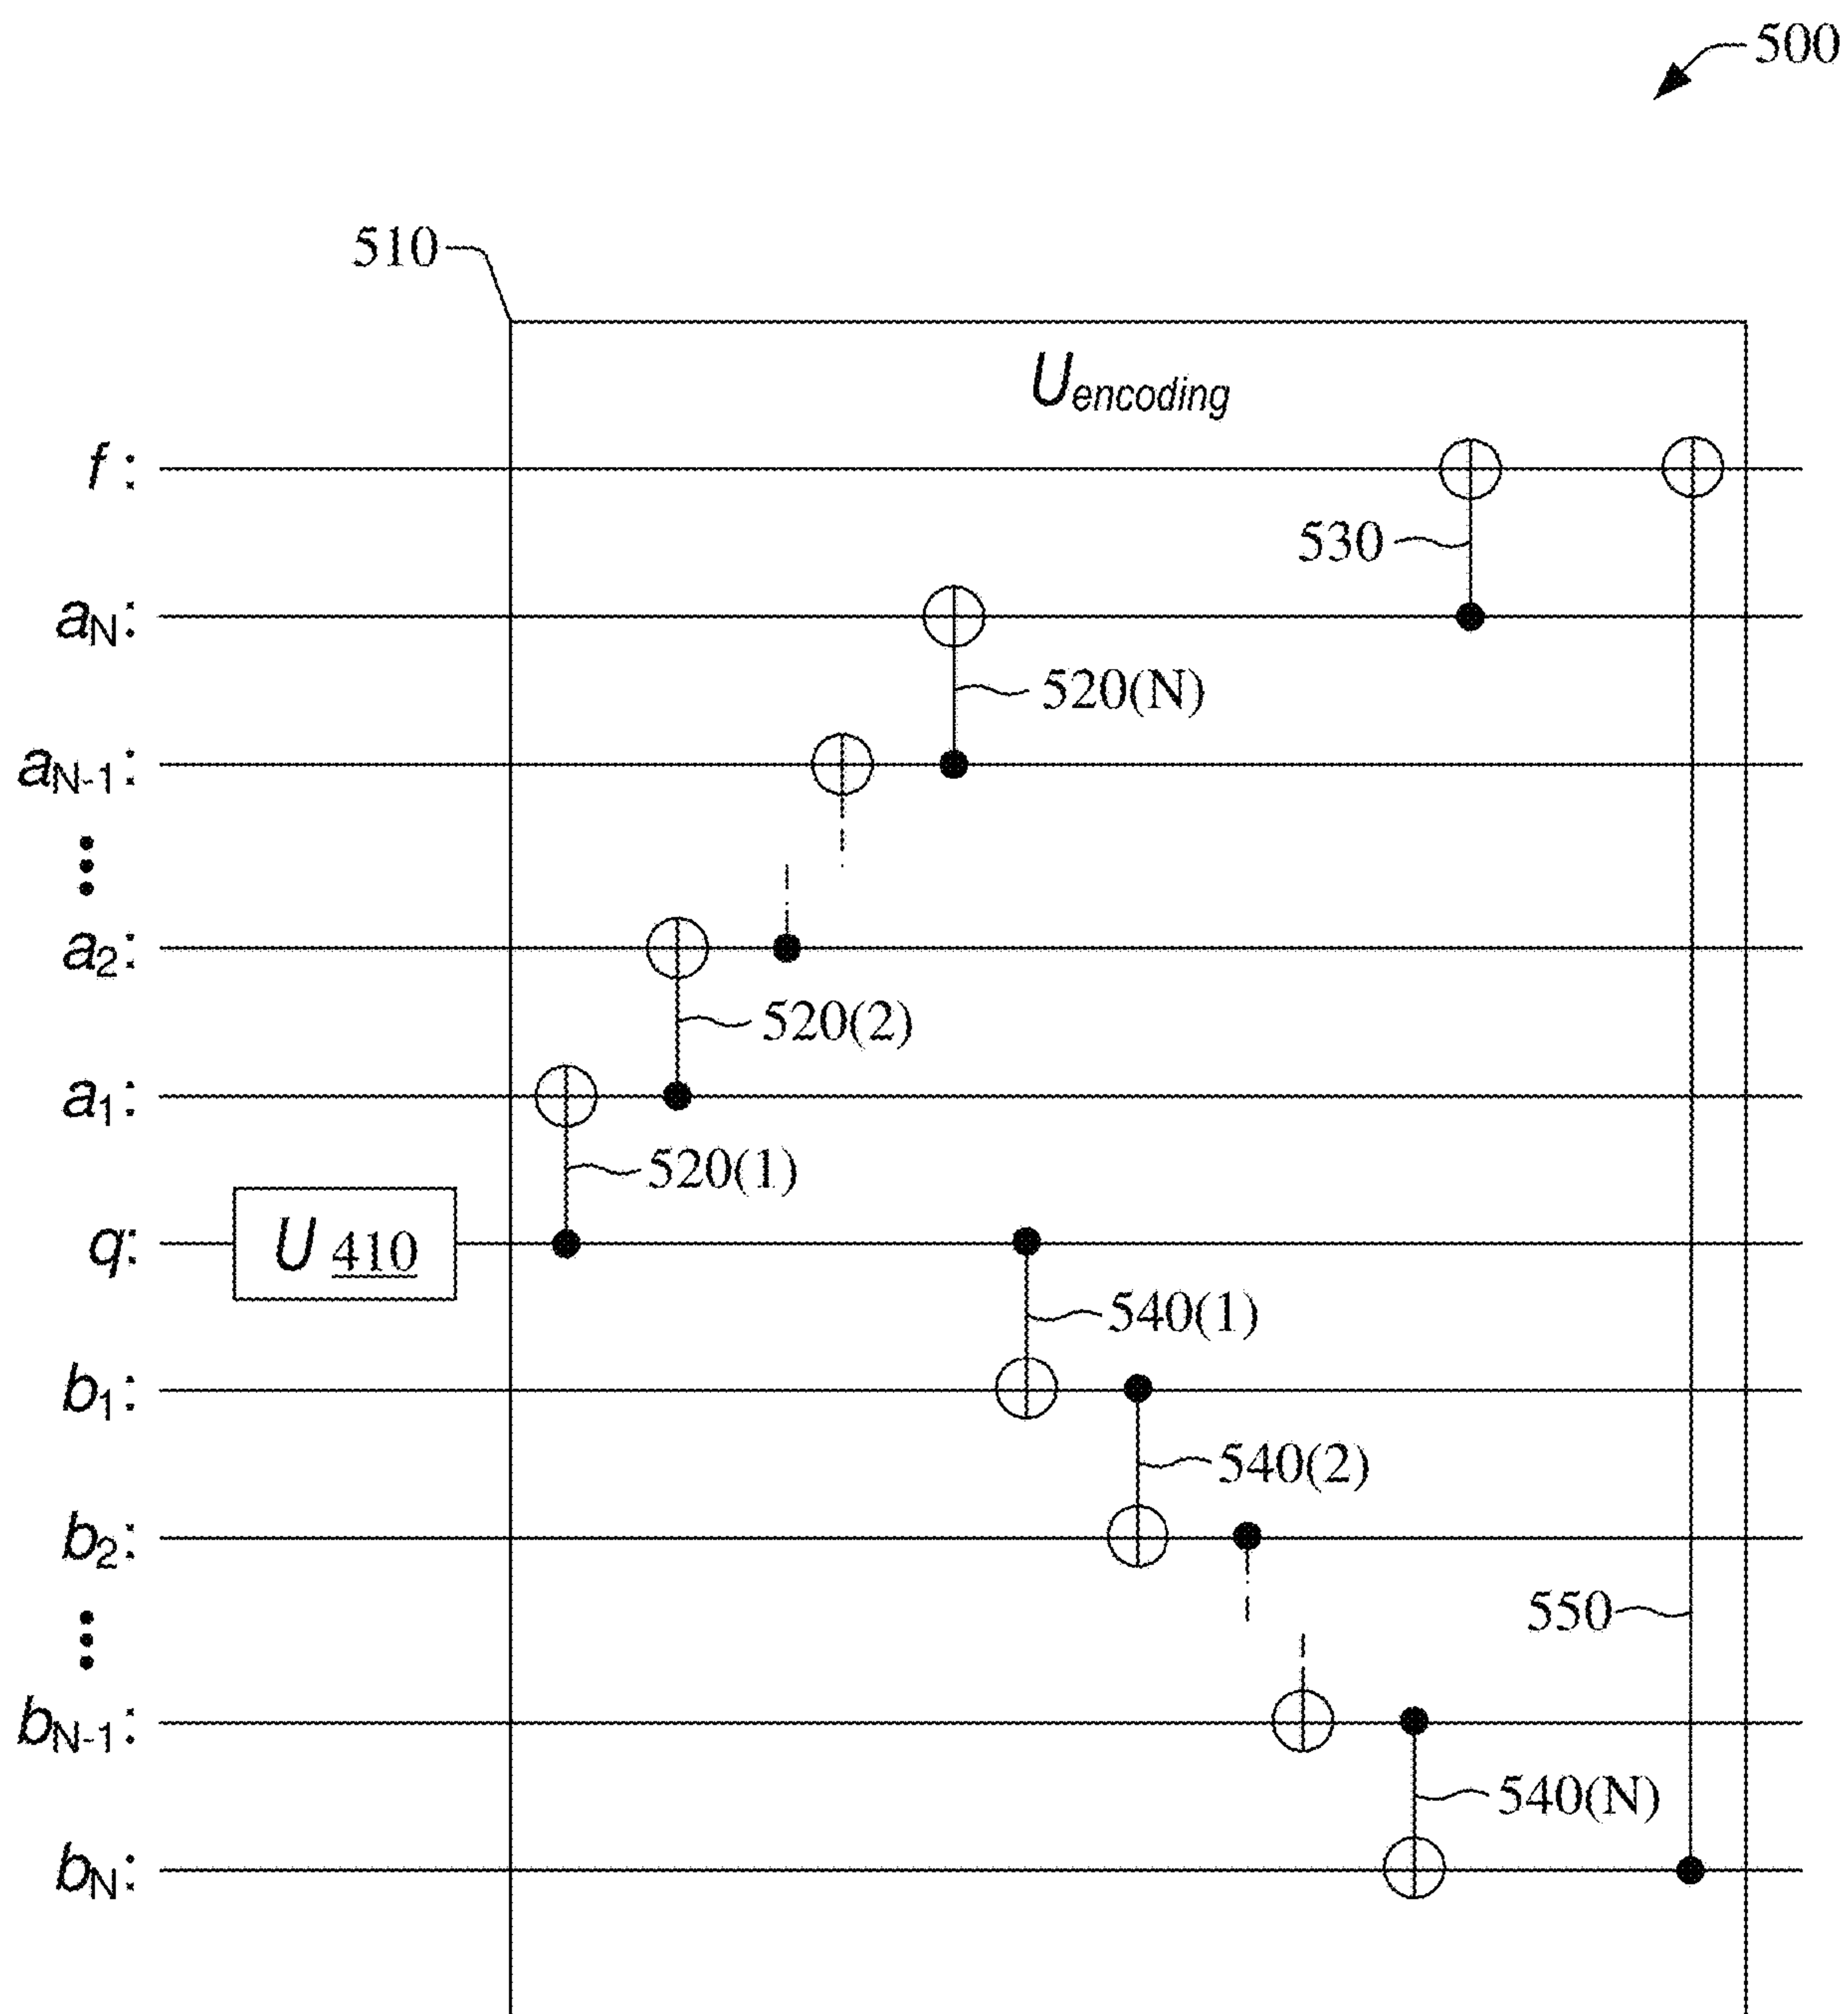 500
510
U encoding
f:
530
aN:
520(N)
aN-1:
a2:
520(2)
a1:
520(1)
q:
U 410
540(1)
b1:
540(2)
b2:
550
bN-1:
540(N)
bN: